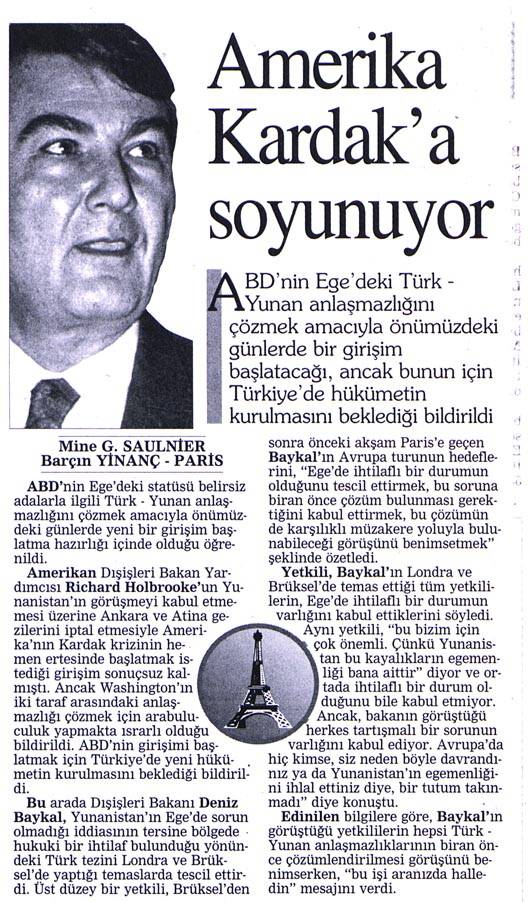 Amerika
Kardak'a
soyunuyor
ABD'nin Ege'deki Türk -
Yunan anlaşmazlığını
çözmek amacıyla önümüzdeki
günlerde bir girişim
başlatacağı, ancak bunun için
Türkiye'de hükümetin
kurulmasını beklediği bildirildi
Mine G. SAULNİER
Barçın YİNANÇ - PARİS
ABD'nin Ege'deki statüsü belirsiz
adalarla ilgili Türk - Yunan anlaş-
mazlığını çözmek amacıyla önümüz-
deki günlerde yeni bir girişim baş-
latma hazırlığı içinde olduğu öğre-
nildi.
Amerikan Dışişleri Bakan Yar-
dımcısı Richard Holbrooke'un Yu-
nanistan'ın görüşmeyi kabul etme-
mesi üzerine Ankara ve Atina ge-
zilerini iptal etmesiyle Ameri-
ka'nın Kardak krizinin he-
men ertesinde başlatmak is-
tediği girişim sonuçsuz kal-
mıştı. Ancak Washington'ın
iki taraf arasındaki anlaş-
mazlığı çözmek için arabulu-
culuk yapmakta ısrarlı olduğu
bildirildi. ABD'nin girişimi baş-
latmak için Türkiye'de yeni hükü-
metin kurulmasını beklediği bildiril-
di.
Bu arada Dışişleri Bakanı Deniz
Baykal, Yunanistan'ın Ege'de sorun
olmadığı iddiasının tersine bölgede
hukuki bir ihtilaf bulunduğu yönün-
deki Türk tezini Londra ve Brük-
sel'de yaptığı temaslarda tescil ettir-
di. Üst düzey bir yetkili, Brüksel'den
sonra önceki akşam Paris'e geçen
Baykal'ın Avrupa turunun hedefle-
rini, "Ege'de ihtilaflı bir durumun
olduğunu tescil ettirmek, bu soruna
biran önce çözüm bulunması gerek-
tiğini kabul ettirmek, bu çözümün
de karşılıklı müzakere yoluyla bulu-
nabileceği görüşünü benimsetmek"
şeklinde özetledi.
Yetkili, Baykal'ın Londra ve
Brüksel'de temas ettiği tüm yetkili-
lerin, Ege'de ihtilaflı bir durumun
varlığını kabul ettiklerini söyledi.
Aynı yetkili, "bu bizim için
çok önemli. Çünkü Yunanis-
tan bu kayalıkların egemen-
liği bana aittir" diyor ve or-
tada ihtilaflı bir durum ol-
duğunu bile kabul etmiyor.
Ancak, bakanın görüştüğü
herkes tartışmalı bir sorunun
varlığını kabul ediyor. Avrupa'da
hiç kimse, siz neden böyle davrandı-
nız ya da Yunanistan'ın egemenliği-
ni ihlal ettiniz diye, bir tutum takın-
madı" diye konuştu.
Edinilen bilgilere göre, Baykal'ın
görüştüğü yetkililerin hepsi Türk -
Yunan anlaşmazlıklarının biran ön-
ce çözümlendirilmesi görüşünü be-
nimserken, "bu işi aranızda halle-
din" mesajını verdi.